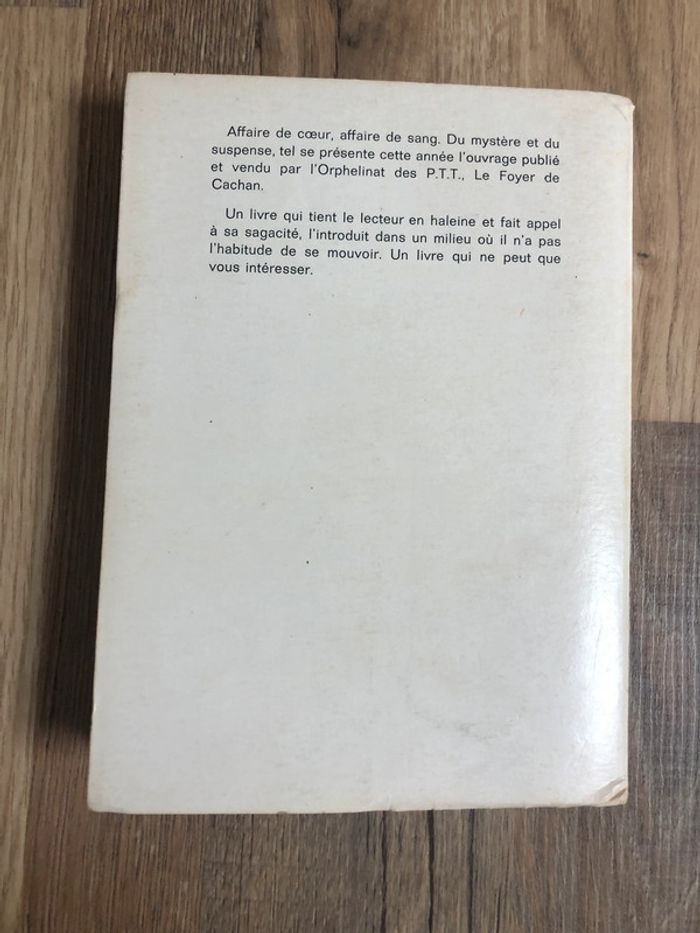 Affaire de cœur, affaire de sang. Du mystère et du
suspense, tel se présente cette année l'ouvrage publié
et vendu par l'Orphelinat des P.T.T., Le Foyer de
Cachan.
Un livre qui tient le lecteur en haleine et fait appel
à sa sagacité, l'introduit dans un milieu où il n'a pas
l'habitude de se mouvoir. Un livre qui ne peut que
vous intéresser.